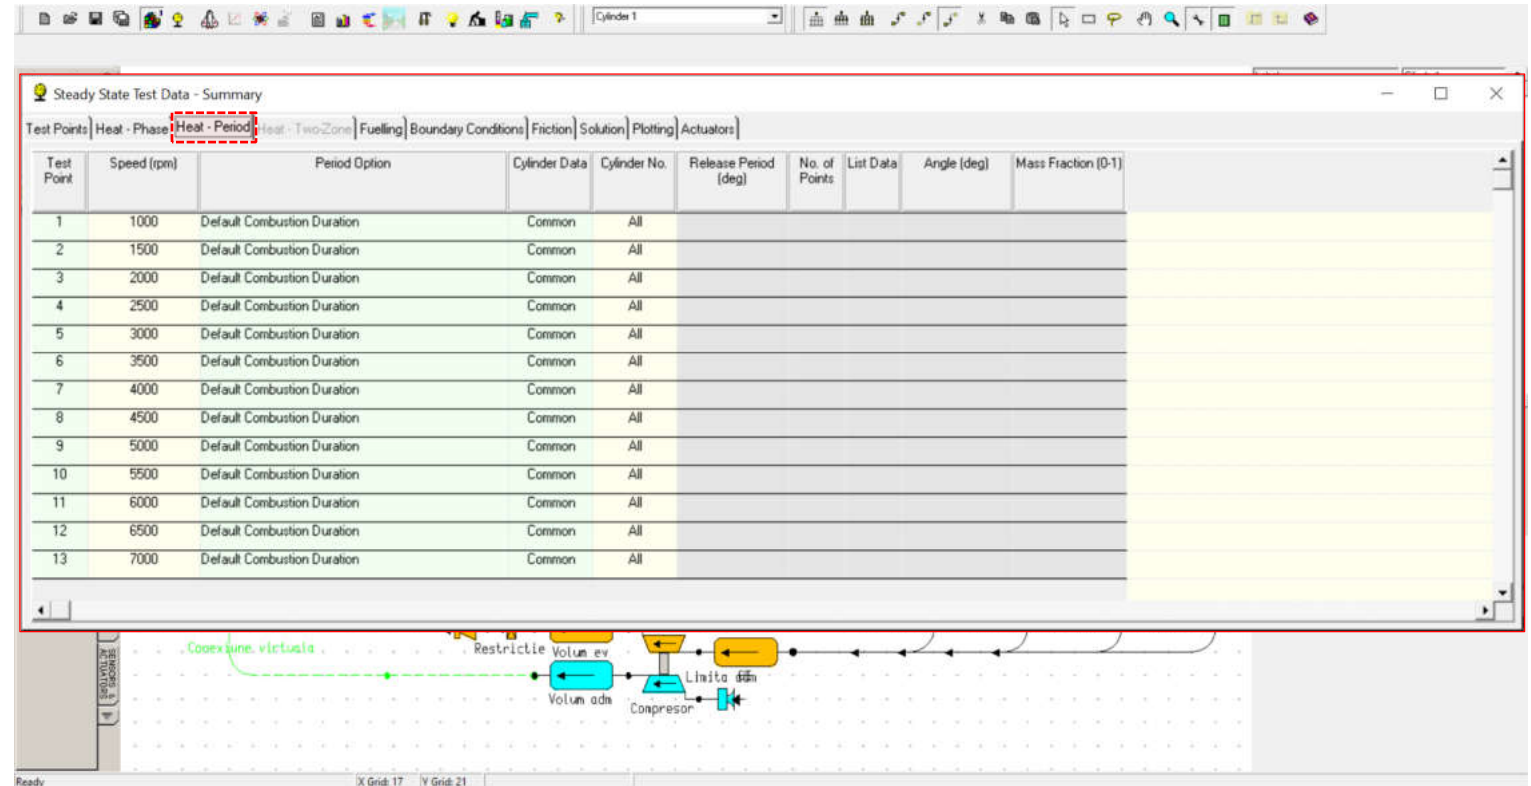 Cylinder 1
Steady State Test Data - Summary
Test Points Heat - Phase Heat - Period Heat - Two-Zone Fuelling Boundary Conditions Friction Solution Plotting Actuators
Test Point Speed (rpm) Period Option Cylinder Data Cylinder No. Release Period (deg) No. of Points List Data Angle (deg) Mass Fraction (0-1)
1 1000 Default Combustion Duration Common All
2 1500 Default Combustion Duration Common All
3 2000 Default Combustion Duration Common All
4 2500 Default Combustion Duration Common All
5 3000 Default Combustion Duration Common All
6 3500 Default Combustion Duration Common All
7 4000 Default Combustion Duration Common All
8 4500 Default Combustion Duration Common All
9 5000 Default Combustion Duration Common All
10 5500 Default Combustion Duration Common All
11 6000 Default Combustion Duration Common All
12 6500 Default Combustion Duration Common All
13 7000 Default Combustion Duration Common All
SENSORS & ACTUATORS
Conexiune virtuala
Restrictie Volum ev
Limita
Volum adm
Compresor
Ready X Grid: 17 Y Grid: 21